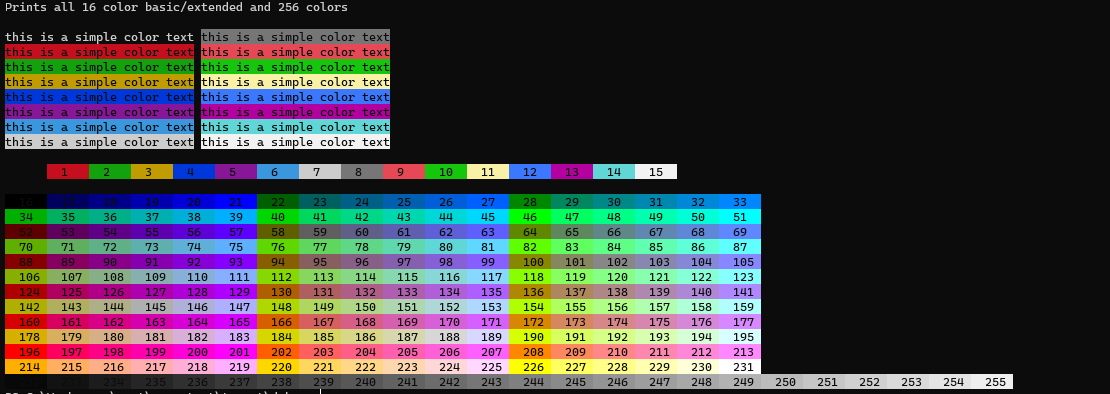 Prints all 16 color basic/extended and 256 colors
this is a simple color text this is a simple color text
this is a simple color text this is a simple color text
this is a simple color text this is a simple color text
this is a simple color text this is a simple color text
this is a simple color text this is a simple color text
this is a simple color text this is a simple color text
this is a simple color text this is a simple color text
this is a simple color text this is a simple color text
1 2 3 4 5 6 7 8 9 10 11 12 13 14 15
16 17 18 19 20 21 22 23 24 25 26 27 28 29 30 31 32 33
34 35 36 37 38 39 40 41 42 43 44 45 46 47 48 49 50 51
52 53 54 55 56 57 58 59 60 61 62 63 64 65 66 67 68 69
70 71 72 73 74 75 76 77 78 79 80 81 82 83 84 85 86 87
88 89 90 91 92 93 94 95 96 97 98 99 100 101 102 103 104 105
106 107 108 109 110 111 112 113 114 115 116 117 118 119 120 121 122 123
124 125 126 127 128 129 130 131 132 133 134 135 136 137 138 139 140 141
142 143 144 145 146 147 148 149 150 151 152 153 154 155 156 157 158 159
160 161 162 163 164 165 166 167 168 169 170 171 172 173 174 175 176 177
178 179 180 181 182 183 184 185 186 187 188 189 190 191 192 193 194 195
196 197 198 199 200 201 202 203 204 205 206 207 208 209 210 211 212 213
214 215 216 217 218 219 220 221 222 223 224 225 226 227 228 229 230 231
233 234 235 236 237 238 239 240 241 242 243 244 245 246 247 248 249 250 251 252 253 254 255